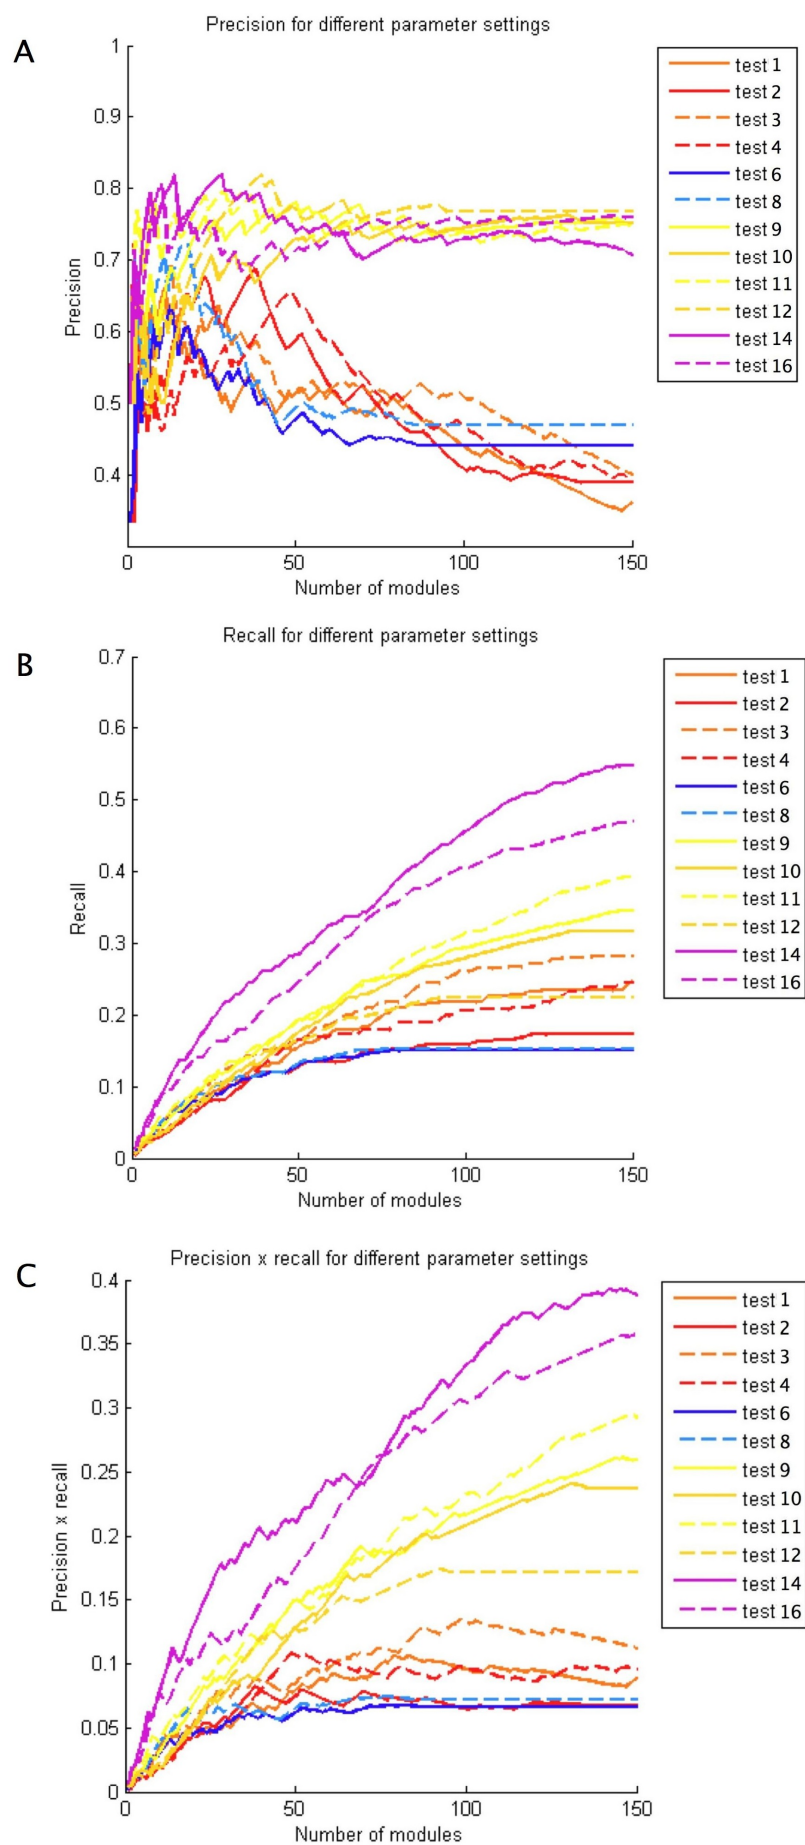 A
Precision for different parameter settings
1
0.9
0.8
0.7
0.6
0.5
0.4
Precision
0
50
100
150
Number of modules
test 1
test 2
test 3
test 4
test 6
test 8
test 9
test 10
test 11
test 12
test 14
test 16
B
Recall for different parameter settings
0.7
0.6
0.5
0.4
0.3
0.2
0.1
0
Recall
0
50
100
150
Number of modules
test 1
test 2
test 3
test 4
test 6
test 8
test 9
test 10
test 11
test 12
test 14
test 16
C
Precision x recall for different parameter settings
0.4
0.35
0.3
0.25
0.2
0.15
0.1
0.05
0
Precision x recall
0
50
100
150
Number of modules
test 1
test 2
test 3
test 4
test 6
test 8
test 9
test 10
test 11
test 12
test 14
test 16